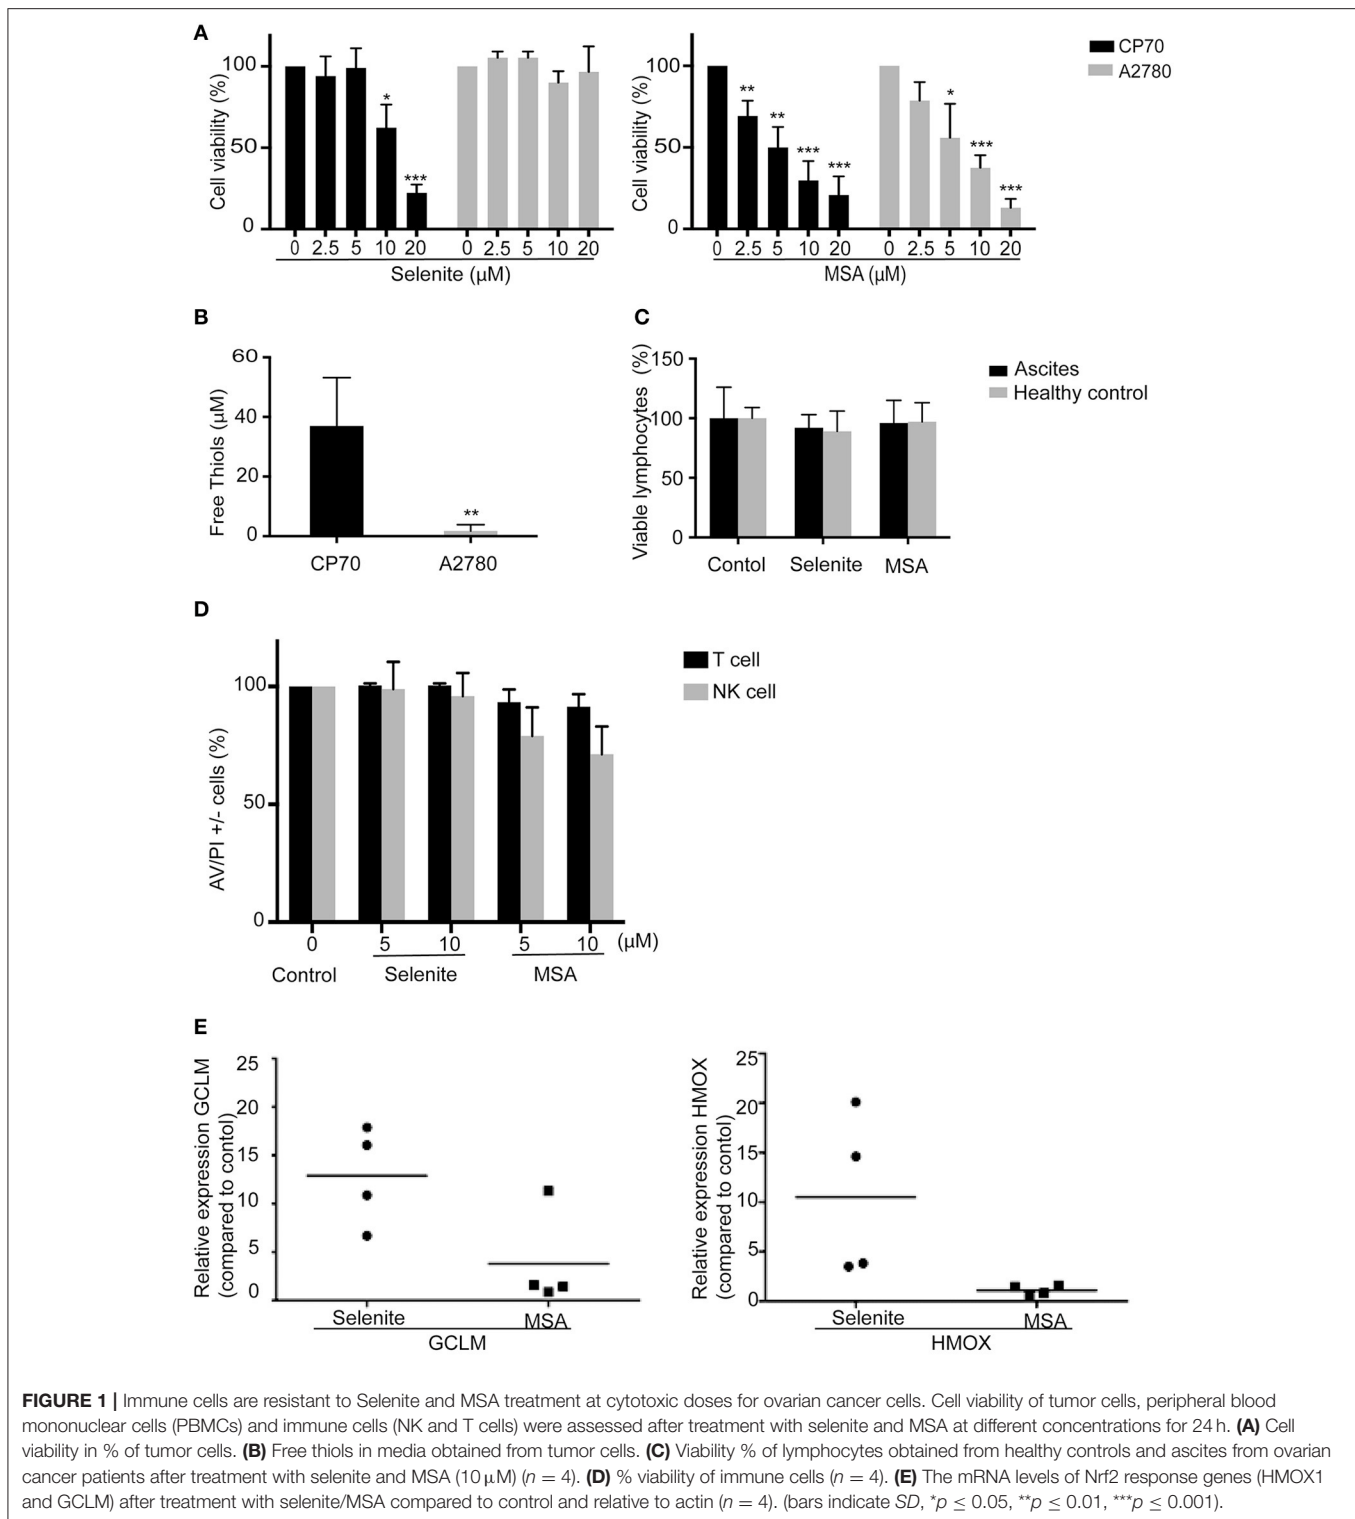 A
CP70
A2780
Cell viability (%)
100
50
0
* ***
0 2.5 5 10 20 0 2.5 5 10 20
Selenite (µM)
Cell viability (%)
100
50
0
** ** *** *** * *** ***
0 2.5 5 10 20 0 2.5 5 10 20
MSA (µM)
B
Free Thiols (µM)
60
40
20
0
**
CP70 A2780
C
Viable lymphocytes (%)
150
100
50
0
Contol Selenite MSA
Ascites
Healthy control
D
AV/PI +/- cells (%)
100
50
0
T cell
NK cell
0 5 10 5 10 (µM)
Control Selenite MSA
E
Relative expression GCLM
(compared to contol)
25
20
15
10
5
0
Selenite MSA
GCLM
Relative expression HMOX
(compared to contol)
25
20
15
10
5
0
Selenite MSA
HMOX
FIGURE 1 | Immune cells are resistant to Selenite and MSA treatment at cytotoxic doses for ovarian cancer cells. Cell viability of tumor cells, peripheral blood
mononuclear cells (PBMCs) and immune cells (NK and T cells) were assessed after treatment with selenite and MSA at different concentrations for 24 h. (A) Cell
viability in % of tumor cells. (B) Free thiols in media obtained from tumor cells. (C) Viability % of lymphocytes obtained from healthy controls and ascites from ovarian
cancer patients after treatment with selenite and MSA (10 µM) (n = 4). (D) % viability of immune cells (n = 4). (E) The mRNA levels of Nrf2 response genes (HMOX1
and GCLM) after treatment with selenite/MSA compared to control and relative to actin (n = 4). (bars indicate SD, *p ≤ 0.05, **p ≤ 0.01, ***p ≤ 0.001).